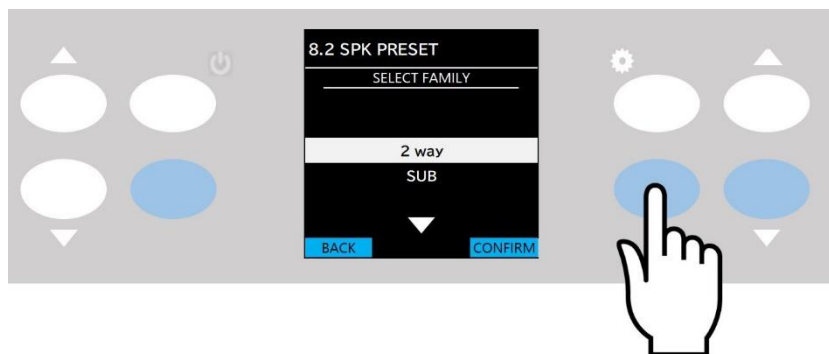 8.2 SPK PRESET
SELECT FAMILY
2 way
SUB
BACK
CONFIRM